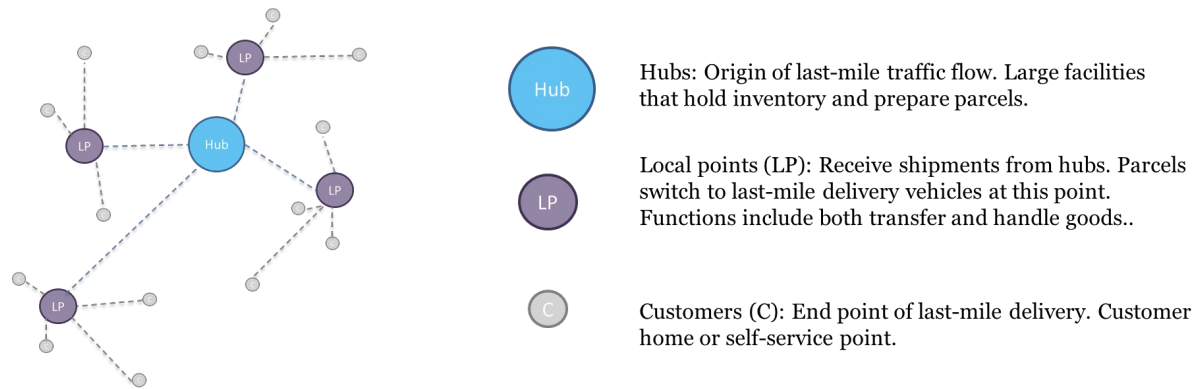 C
C
LP
C
C
C
Hub
C
LP
LP
C
C
C
C
C
C
LP
C
C
C
Hub
Hubs: Origin of last-mile traffic flow. Large facilities
that hold inventory and prepare parcels.
LP
Local points (LP): Receive shipments from hubs. Parcels
switch to last-mile delivery vehicles at this point.
Functions include both transfer and handle goods..
C
Customers (C): End point of last-mile delivery. Customer
home or self-service point.